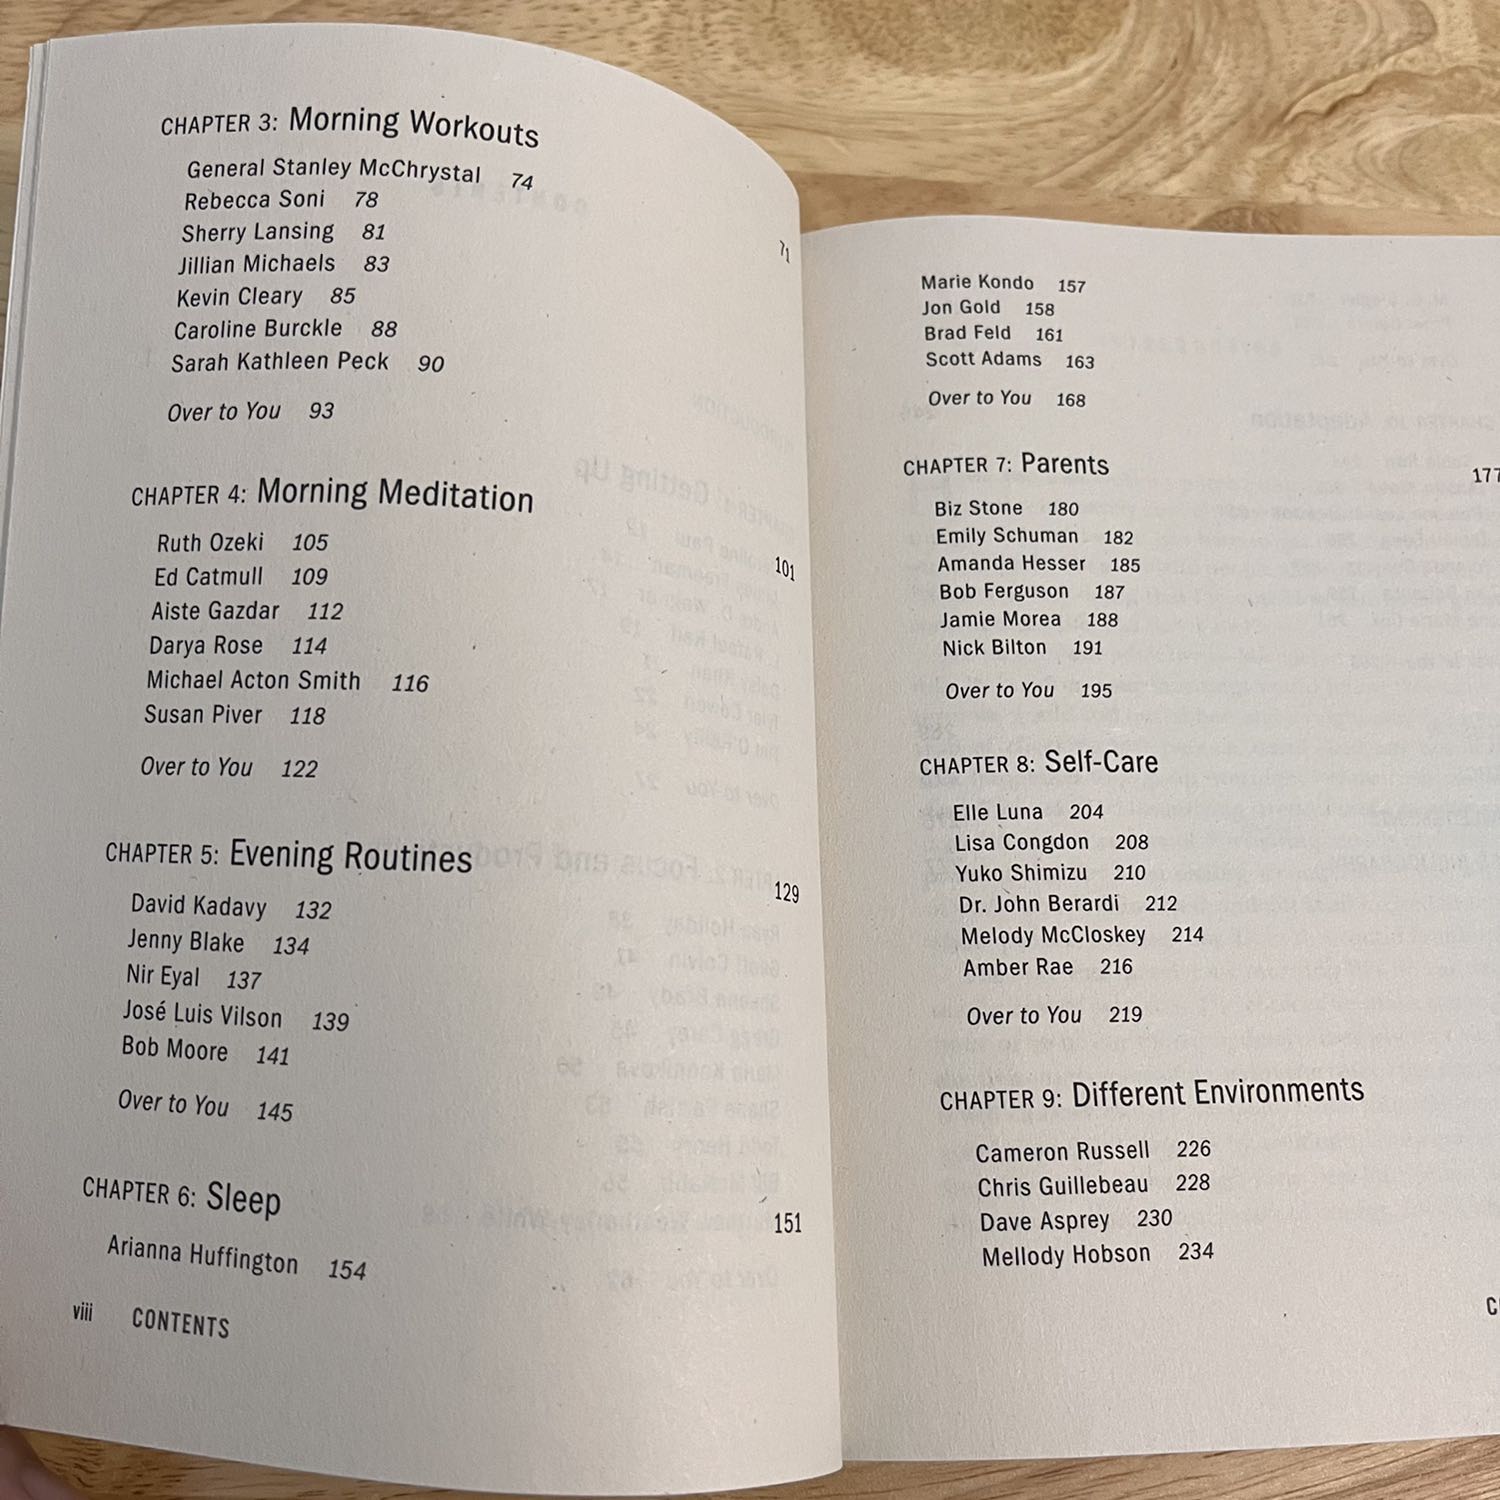 CHAPTER 3: Morning Workouts 71
General Stanley McChrystal 74
Rebecca Soni 78
Sherry Lansing 81
Jillian Michaels 83
Kevin Cleary 85
Caroline Burckle 88
Sarah Kathleen Peck 90
Over to You 93
CHAPTER 4: Morning Meditation 101
Ruth Ozeki 105
Ed Catmull 109
Aiste Gazdar 112
Darya Rose 114
Michael Acton Smith 116
Susan Piver 118
Over to You 122
CHAPTER 5: Evening Routines 129
David Kadavy 132
Jenny Blake 134
Nir Eyal 137
José Luis Vilson 139
Bob Moore 141
Over to You 145
CHAPTER 6: Sleep 151
Arianna Huffington 154
viii CONTENTS
Marie Kondo 157
Jon Gold 158
Brad Feld 161
Scott Adams 163
Over to You 168
CHAPTER 7: Parents 177
Biz Stone 180
Emily Schuman 182
Amanda Hesser 185
Bob Ferguson 187
Jamie Morea 188
Nick Bilton 191
Over to You 195
CHAPTER 8: Self-Care
Elle Luna 204
Lisa Congdon 208
Yuko Shimizu 210
Dr. John Berardi 212
Melody McCloskey 214
Amber Rae 216
Over to You 219
CHAPTER 9: Different Environments
Cameron Russell 226
Chris Guillebeau 228
Dave Asprey 230
Mellody Hobson 234